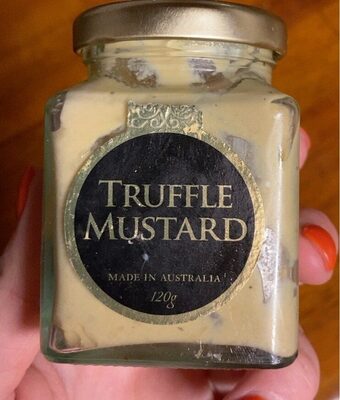 TRUFFLE
MUSTARD
MADE IN AUSTRALIA
120g